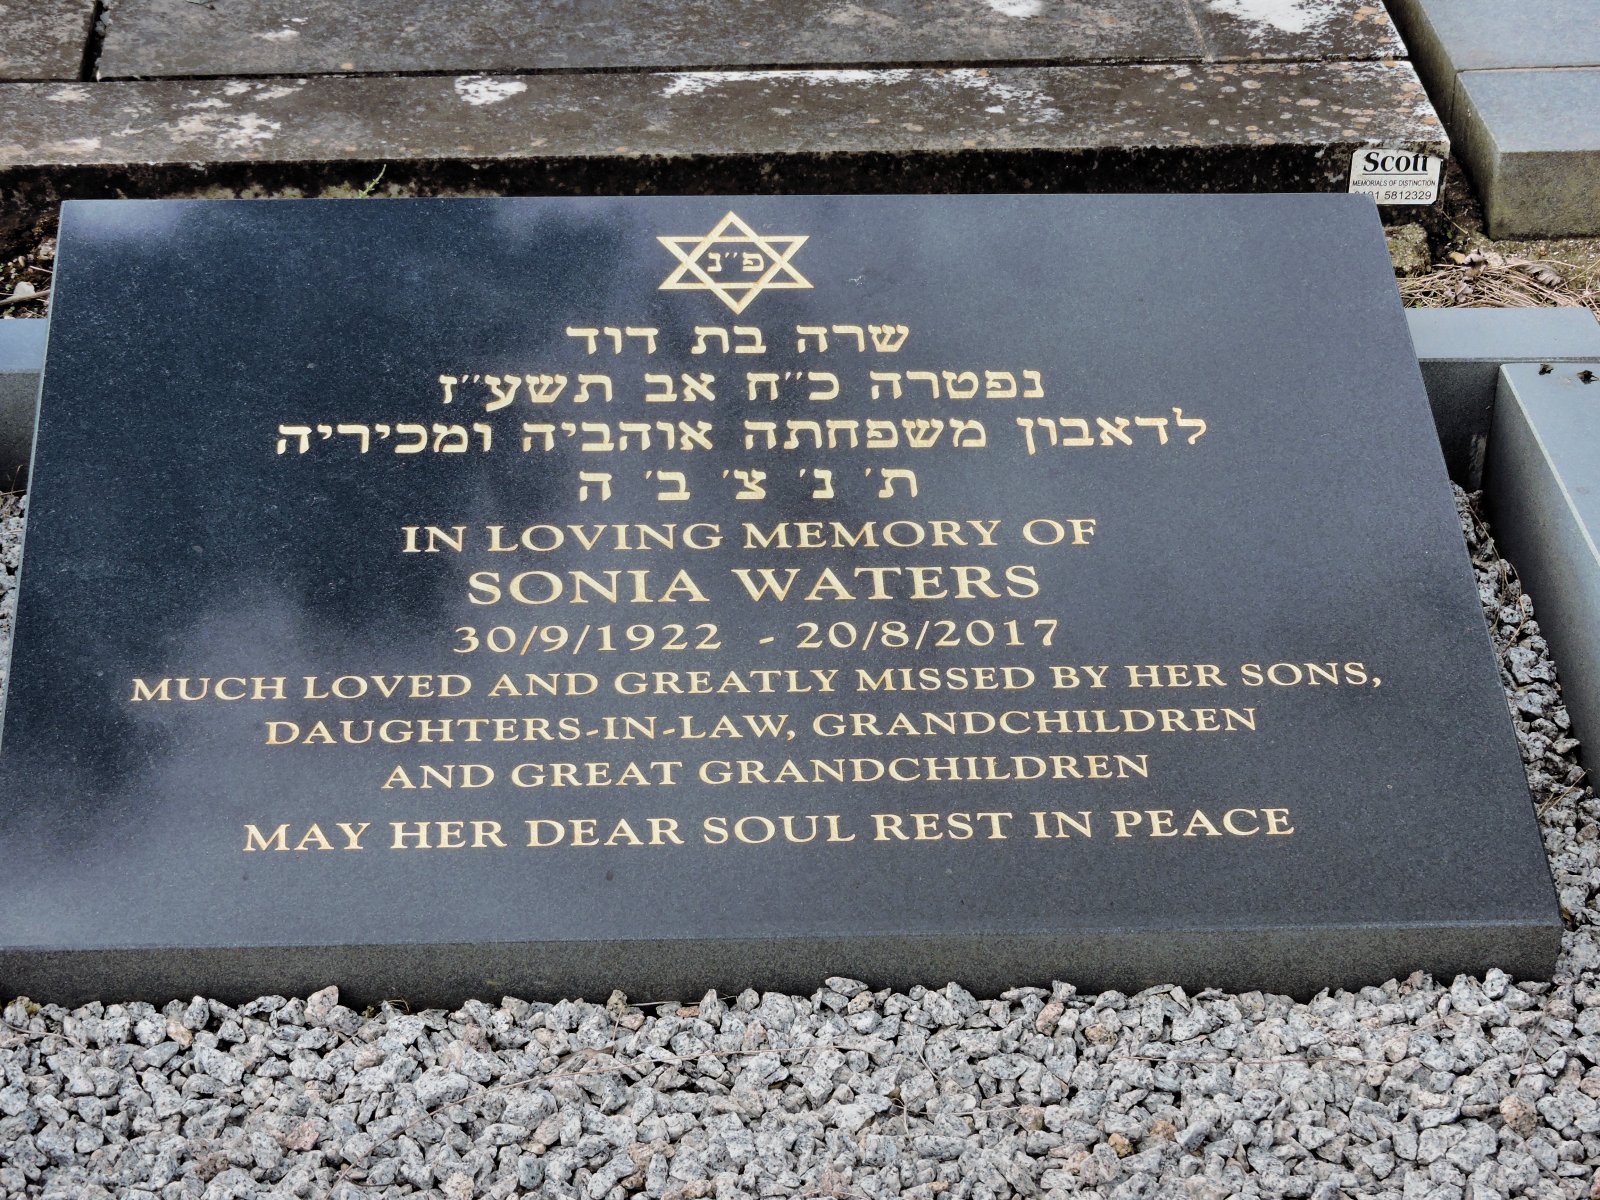 Scott
MEMORIALS OF DISTINCTION
5812329
פ״נ
שרה בת דוד
נפטרה כ״ח אב תשע״ז
לדאבון משפחתה אוהביה ומכיריה
ת׳ נ׳ צ׳ ב׳ ה
IN LOVING MEMORY OF
SONIA WATERS
30/9/1922 - 20/8/2017
MUCH LOVED AND GREATLY MISSED BY HER SONS,
DAUGHTERS-IN-LAW, GRANDCHILDREN
AND GREAT GRANDCHILDREN
MAY HER DEAR SOUL REST IN PEACE